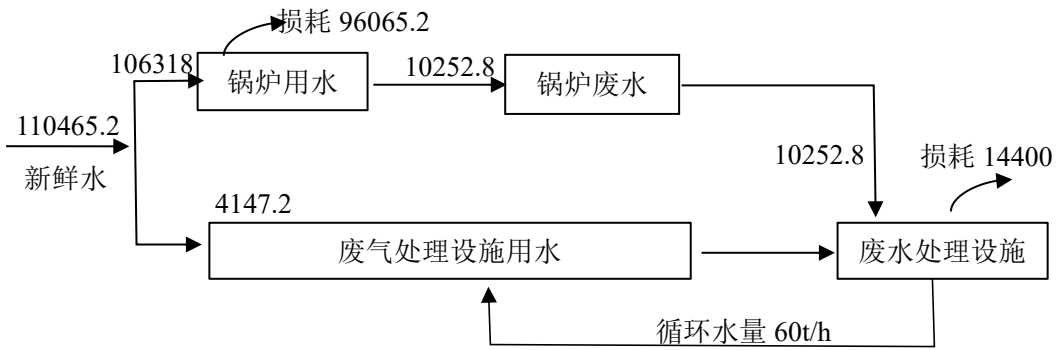 损耗 96065.2
106318
锅炉用水
10252.8
锅炉废水
110465.2
新鲜水
10252.8
损耗 14400
4147.2
废气处理设施用水
废水处理设施
循环水量 60t/h